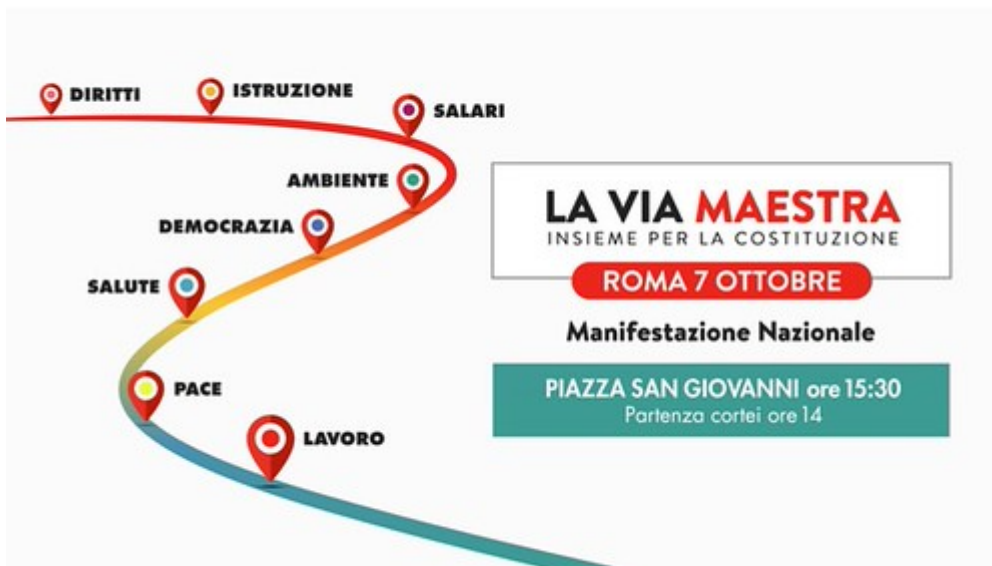 DIRITTI
ISTRUZIONE
SALARI
AMBIENTE
DEMOCRAZIA
SALUTE
PACE
LAVORO
LA VIA MAESTRA
INSIEME PER LA COSTITUZIONE
ROMA 7 OTTOBRE
Manifestazione Nazionale
PIAZZA SAN GIOVANNI ore 15:30
Partenza cortei ore 14